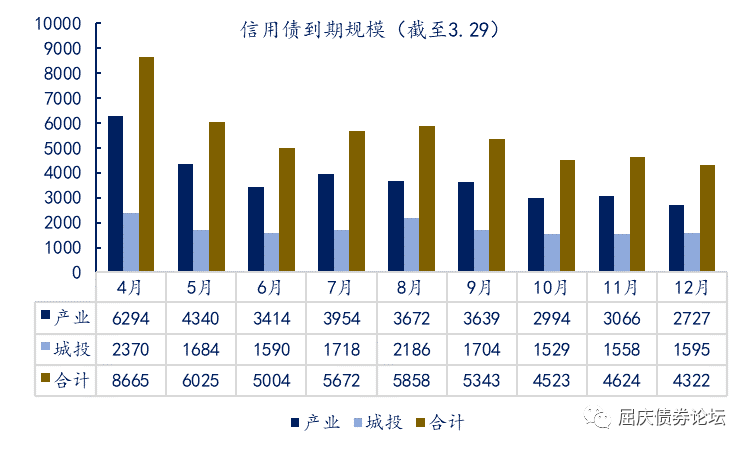 信用债到期规模（截至3.29）
10000
9000
8000
7000
6000
5000
4000
3000
2000
1000
0
4月 5月 6月 7月 8月 9月 10月 11月 12月
产业 6294 4340 3414 3954 3672 3639 2994 3066 2727
城投 2370 1684 1590 1718 2186 1704 1529 1558 1595
合计 8665 6025 5004 5672 5858 5343 4523 4624 4322
产业 城投 合计
屈庆债券论坛